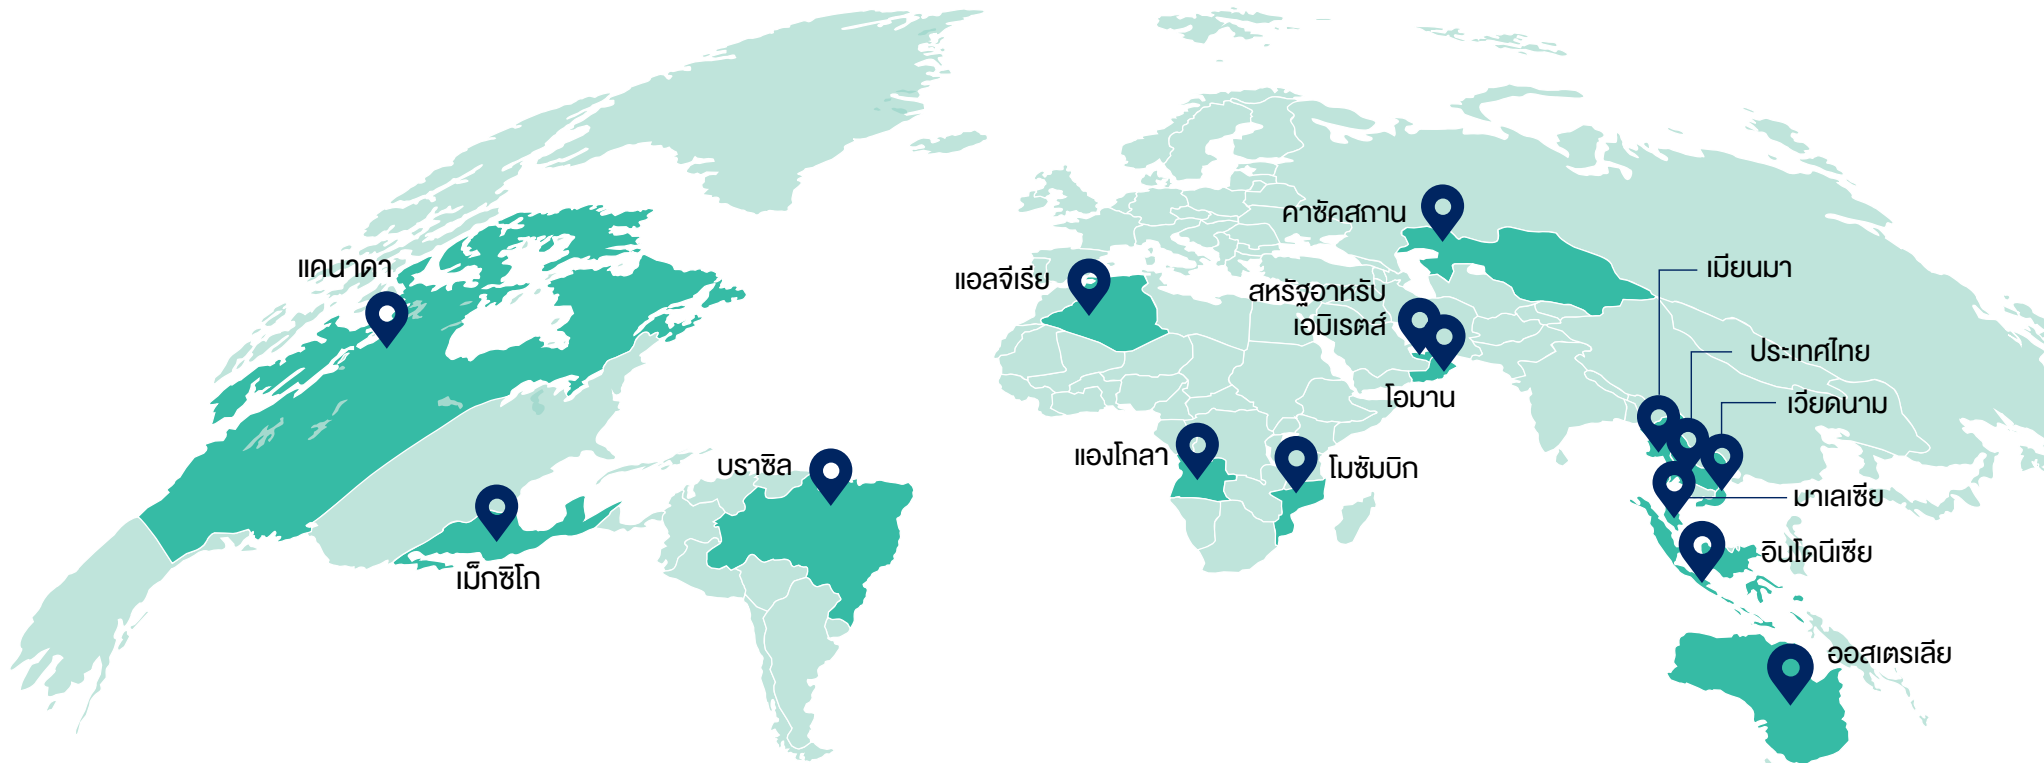 แคนาดา
เม็กซิโก
บราซิล
แอลจีเรีย
แองโกลา
โมซัมบิก
คาซัคสถาน
สหรัฐอาหรับ
เอมิเรตส์
โอมาน
เมียนมา
ประเทศไทย
เวียดนาม
มาเลเซีย
อินโดนีเซีย
ออสเตรเลีย